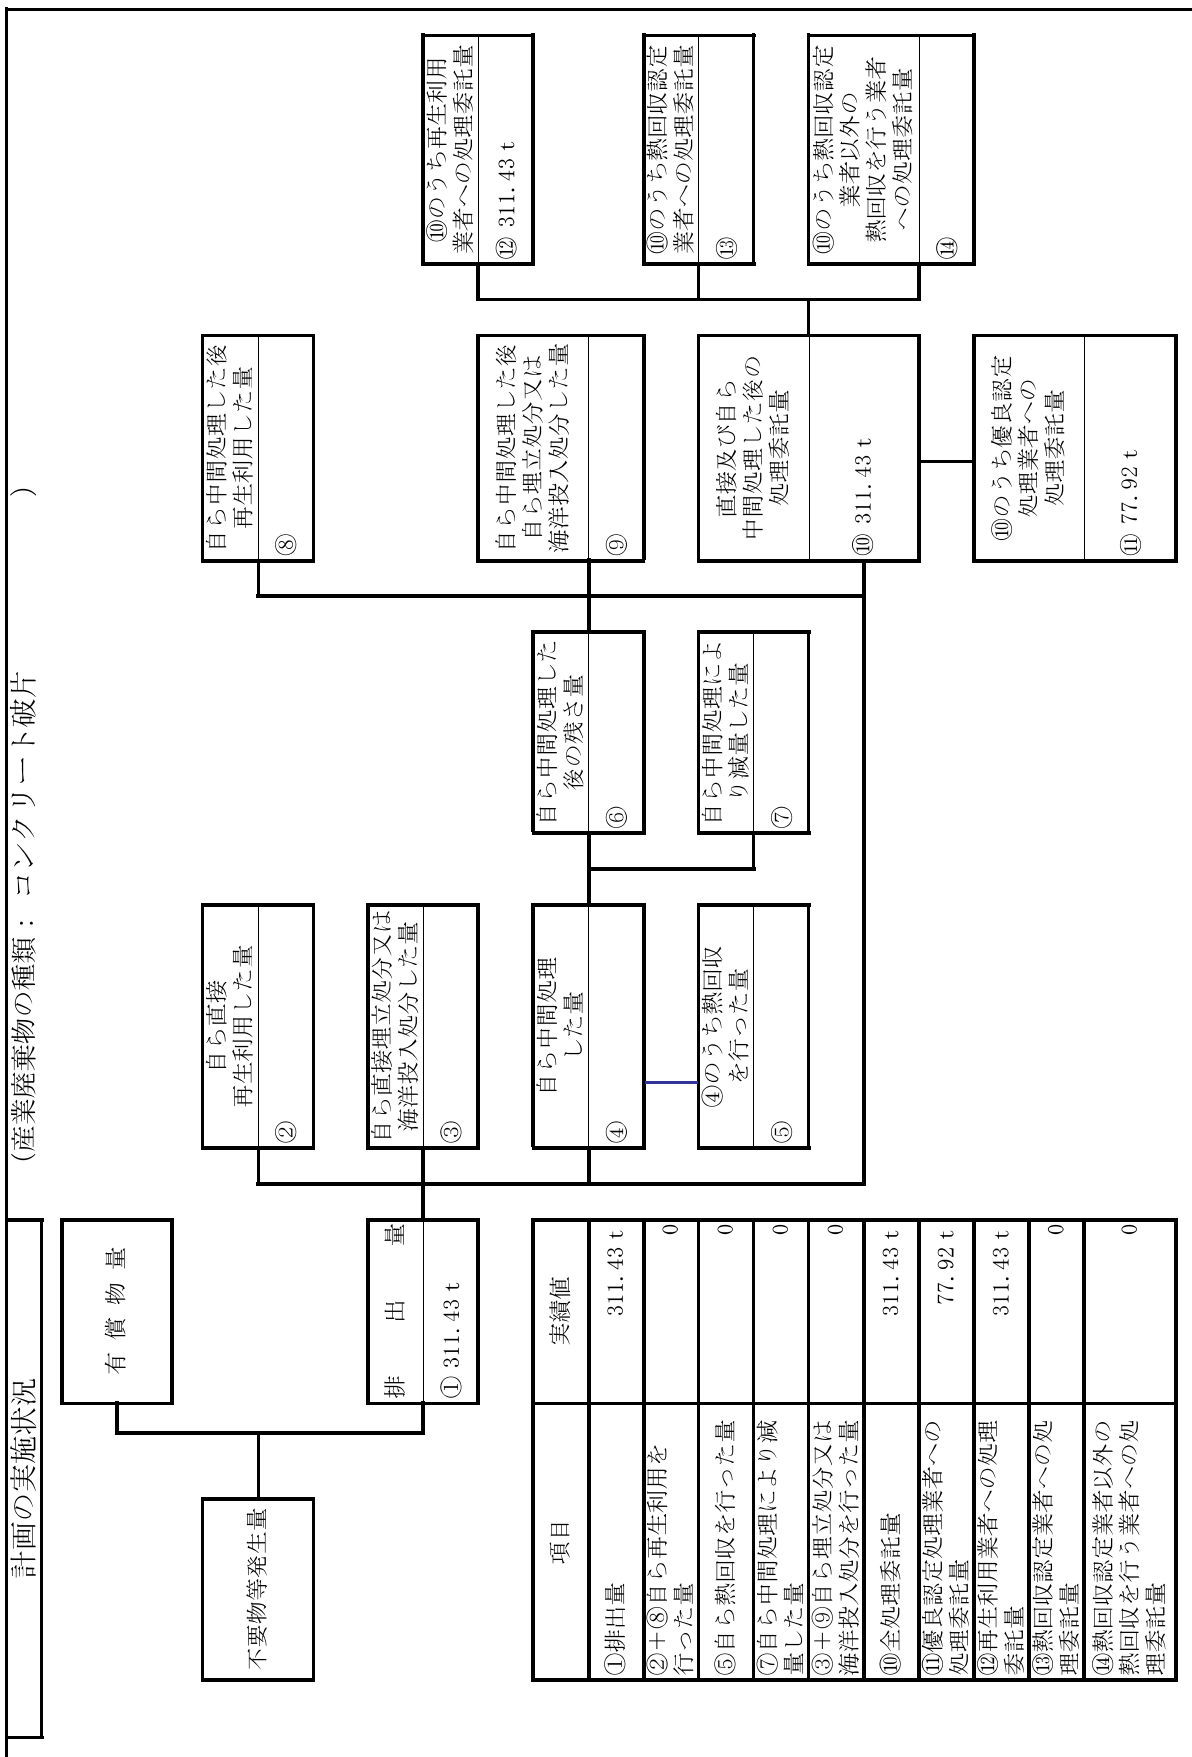 計画の実施状況
(産業廃棄物の種類： コンクリート破片 )
不要物等発生量
有 償 物 量
排 出 量
① 311.43 t
自ら直接
再生利用した量
②
自ら直接埋立処分又は
海洋投入処分した量
③
自ら中間処理
した量
④
④のうち熱回収
を行った量
⑤
自ら中間処理した
後の残さ量
⑥
自ら中間処理によ
り減量した量
⑦
自ら中間処理した後
再生利用した量
⑧
自ら中間処理した後
自ら埋立処分又は
海洋投入処分した量
⑨
直接及び自ら
中間処理した後の
処理委託量
⑩ 311.43 t
⑩のうち優良認定
処理業者への
処理委託量
⑪ 77.92 t
⑩のうち再生利用
業者への処理委託量
⑫ 311.43 t
⑩のうち熱回収認定
業者への処理委託量
⑬
⑩のうち熱回収認定
業者以外の
熱回収を行う業者
への処理委託量
⑭
項目 実績値
①排出量 311.43 t
②＋⑧自ら再生利用を
行った量 0
⑤自ら熱回収を行った量 0
⑦自ら中間処理により減
量した量 0
③＋⑨自ら埋立処分又は
海洋投入処分を行った量 0
⑩全処理委託量 311.43 t
⑪優良認定処理業者への
処理委託量 77.92 t
⑫再生利用業者への処理
委託量 311.43 t
⑬熱回収認定業者への処
理委託量 0
⑭熱回収認定業者以外の
熱回収を行う業者への処
理委託量 0